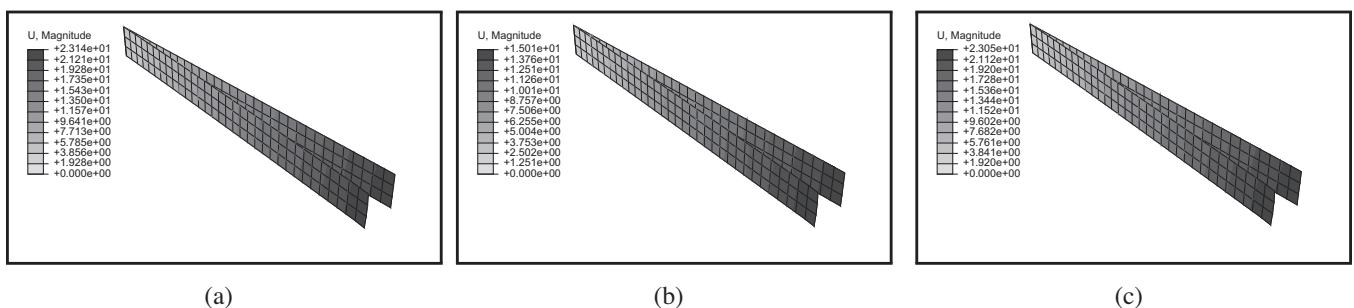 U, Magnitude
+2.314e+01
+2.121e+01
+1.928e+01
+1.735e+01
+1.543e+01
+1.350e+01
+1.157e+01
+9.641e+00
+7.713e+00
+5.785e+00
+3.856e+00
+1.928e+00
+0.000e+00
U, Magnitude
+1.501e+01
+1.376e+01
+1.251e+01
+1.126e+01
+1.001e+01
+8.757e+00
+7.506e+00
+6.255e+00
+5.004e+00
+3.753e+00
+2.502e+00
+1.251e+00
+0.000e+00
U, Magnitude
+2.305e+01
+2.112e+01
+1.920e+01
+1.728e+01
+1.536e+01
+1.344e+01
+1.152e+01
+9.602e+00
+7.682e+00
+5.761e+00
+3.841e+00
+1.920e+00
+0.000e+00
(a)
(b)
(c)